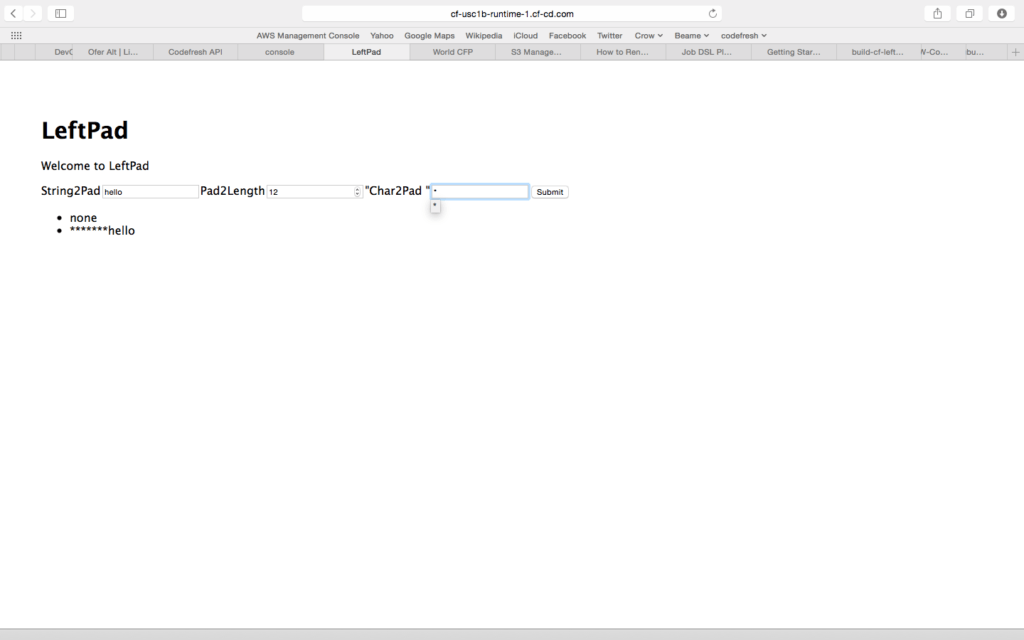 cf-usc1b-runtime-1.cf-cd.com
AWS Management Console Yahoo Google Maps Wikipedia iCloud Facebook Twitter Crow Beame codefresh
Ofer Alt | Li... Codefresh API console LeftPad World CFP S3 Manage... How to Ren... Job DSL Pl... Getting Star... build-cf-left... bu...
LeftPad
Welcome to LeftPad
String2Pad hello Pad2Length 12 "Char2Pad " * Submit
*
• none
• *******hello